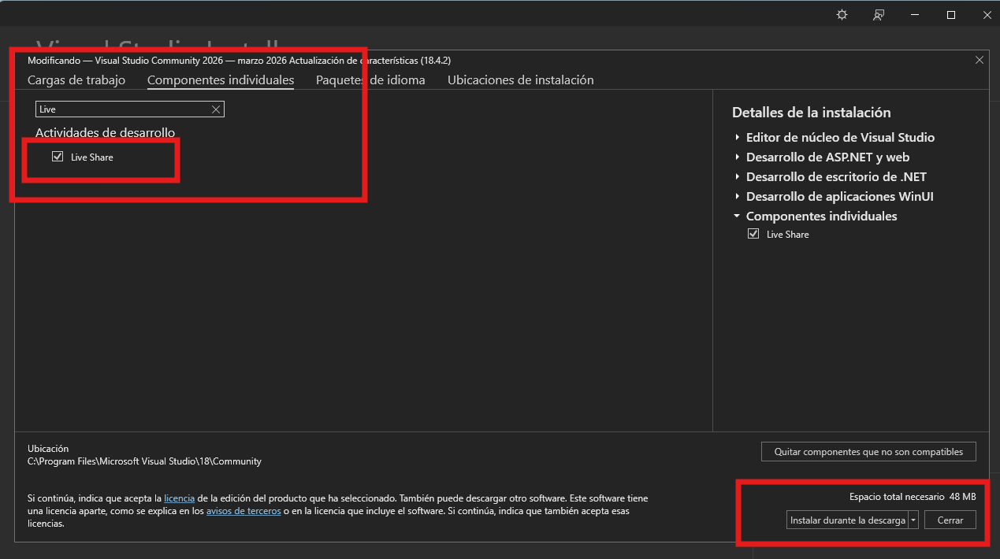 Modificando — Visual Studio Community 2026 — marzo 2026 Actualización de características (18.4.2)
Cargas de trabajo Componentes individuales Paquetes de idioma Ubicaciones de instalación
Live
Actividades de desarrollo
Live Share
Detalles de la instalación
Editor de núcleo de Visual Studio
Desarrollo de ASP.NET y web
Desarrollo de escritorio de .NET
Desarrollo de aplicaciones WinUI
Componentes individuales
Live Share
Ubicación
C:\Program Files\Microsoft Visual Studio\18\Community
Quitar componentes que no son compatibles
Si continúa, indica que acepta la licencia de la edición del producto que ha seleccionado. También puede descargar otro software. Este software tiene
una licencia aparte, como se explica en los avisos de terceros o en la licencia que incluye el software. Si continúa, indica que también acepta esas
licencias.
Espacio total necesario 48 MB
Instalar durante la descarga Cerrar